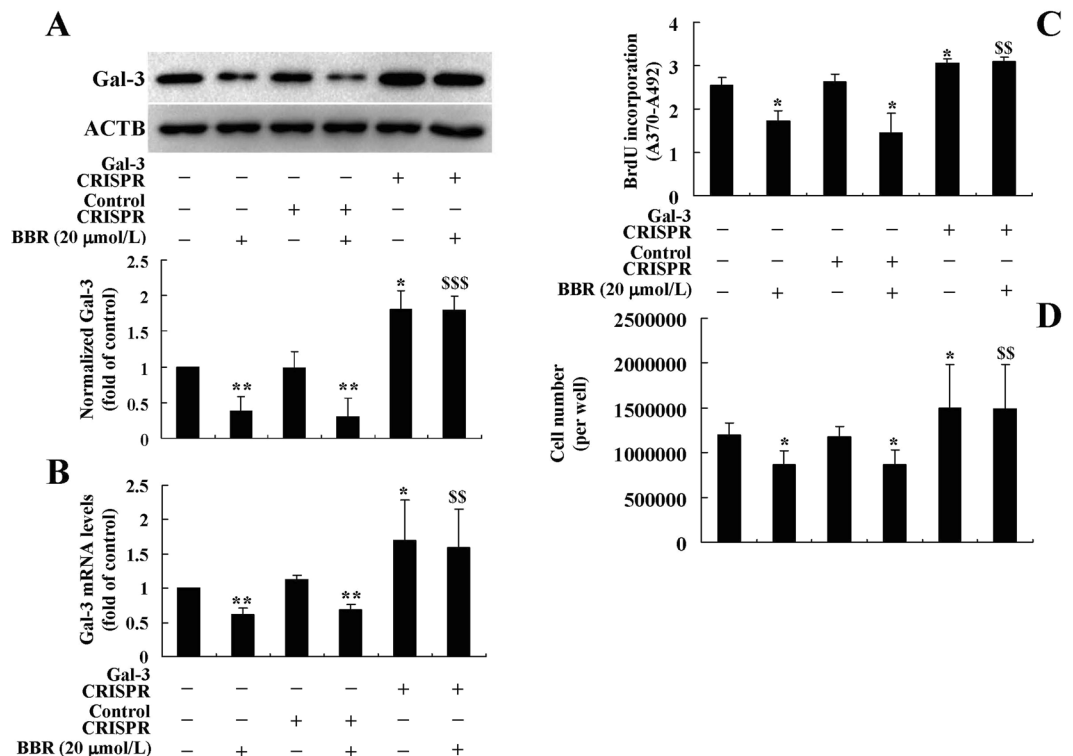 A
Gal-3
ACTB
Gal-3
CRISPR – – – – + +
Control
CRISPR – – + + – –
BBR (20 μmol/L) – + – + – +
Normalized Gal-3
(fold of control)
2.5
2
1.5
1
0.5
0
** ** * $$$
B
Gal-3 mRNA levels
(fold of control)
2.5
2
1.5
1
0.5
0
** ** * $$
Gal-3
CRISPR – – – – + +
Control
CRISPR – – + + – –
BBR (20 μmol/L) – + – + – +
C
BrdU incorporation
(A370-A492)
4
3
2
1
0
* * * $$
Gal-3
CRISPR – – – – + +
Control
CRISPR – – + + – –
BBR (20 μmol/L) – + – + – +
D
Cell number
(per well)
2500000
2000000
1500000
1000000
500000
0
* * * $$